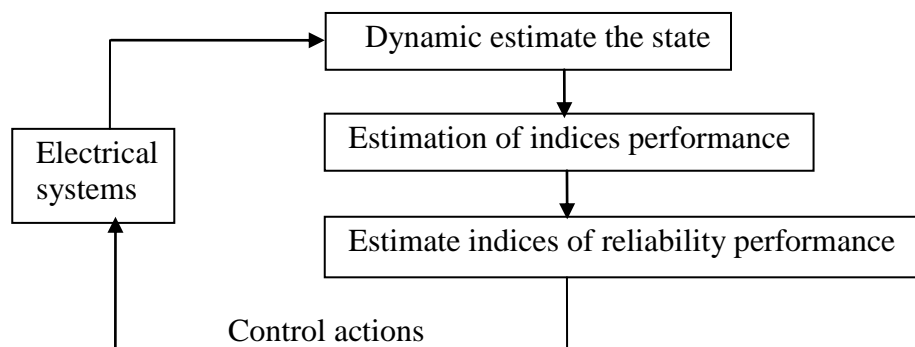 Dynamic estimate the state
Estimation of indices performance
Electrical
systems
Estimate indices of reliability performance
Control actions